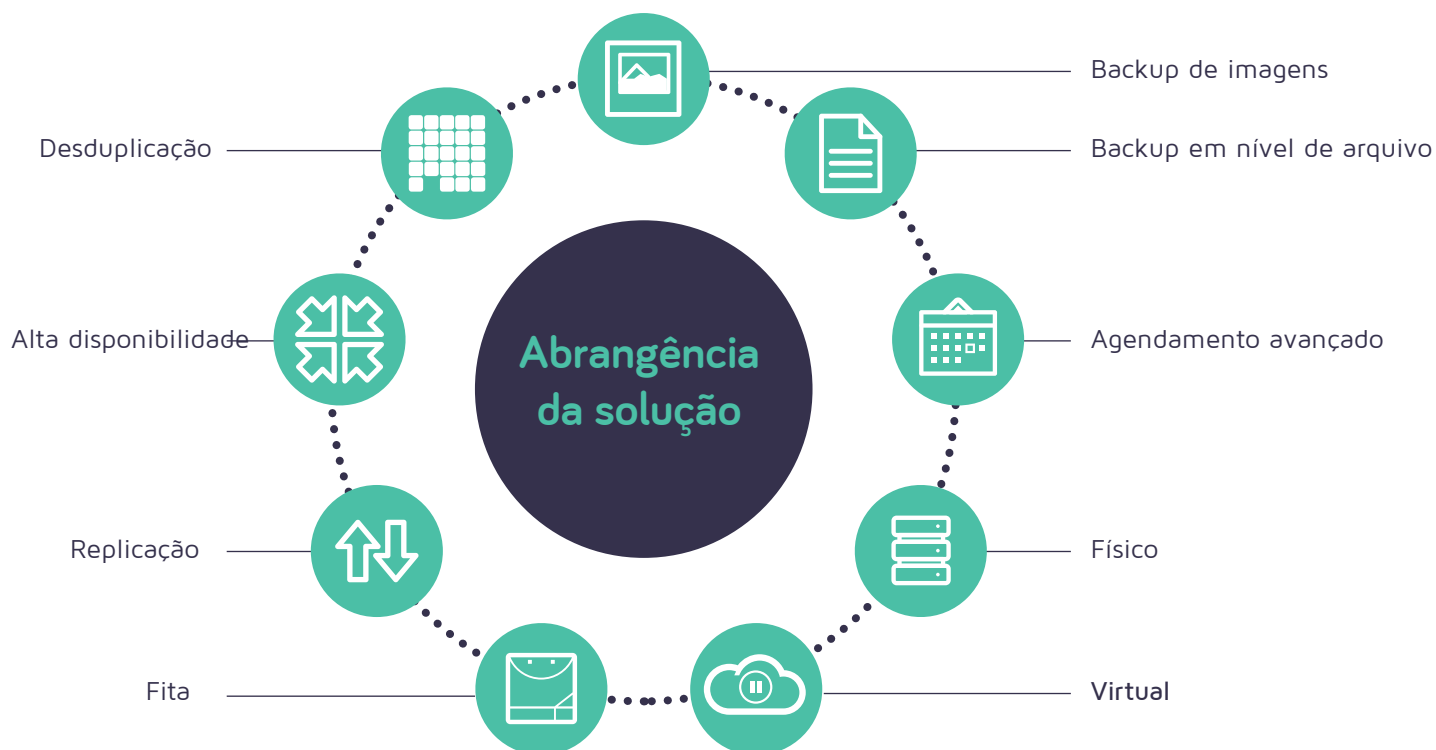 Backup de imagens
Desduplicação
Backup em nível de arquivo
Alta disponibilidade
Abrangência
da solução
Agendamento avançado
Replicação
Físico
Fita
Virtual